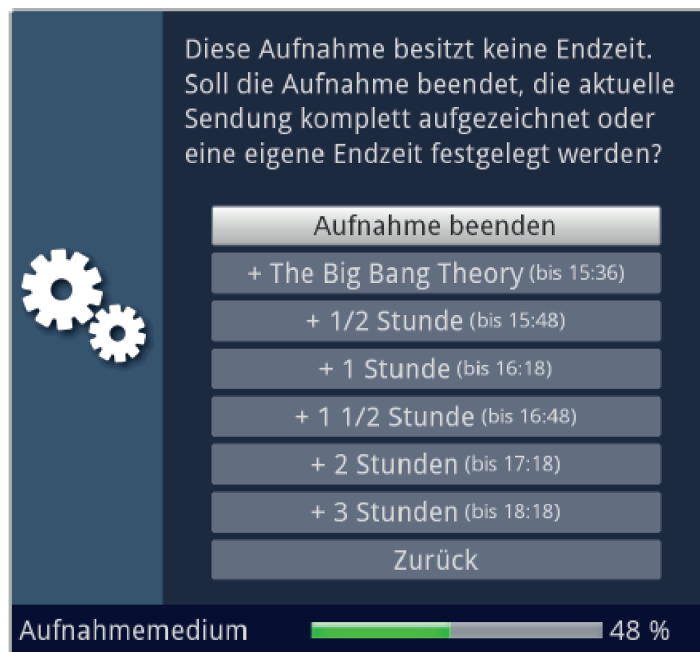 Diese Aufnahme besitzt keine Endzeit.
Soll die Aufnahme beendet, die aktuelle
Sendung komplett aufgezeichnet oder
eine eigene Endzeit festgelegt werden?
Aufnahme beenden
+ The Big Bang Theory (bis 15:36)
+ 1/2 Stunde (bis 15:48)
+ 1 Stunde (bis 16:18)
+ 1 1/2 Stunde (bis 16:48)
+ 2 Stunden (bis 17:18)
+ 3 Stunden (bis 18:18)
Zurück
Aufnahmemedium 48 %